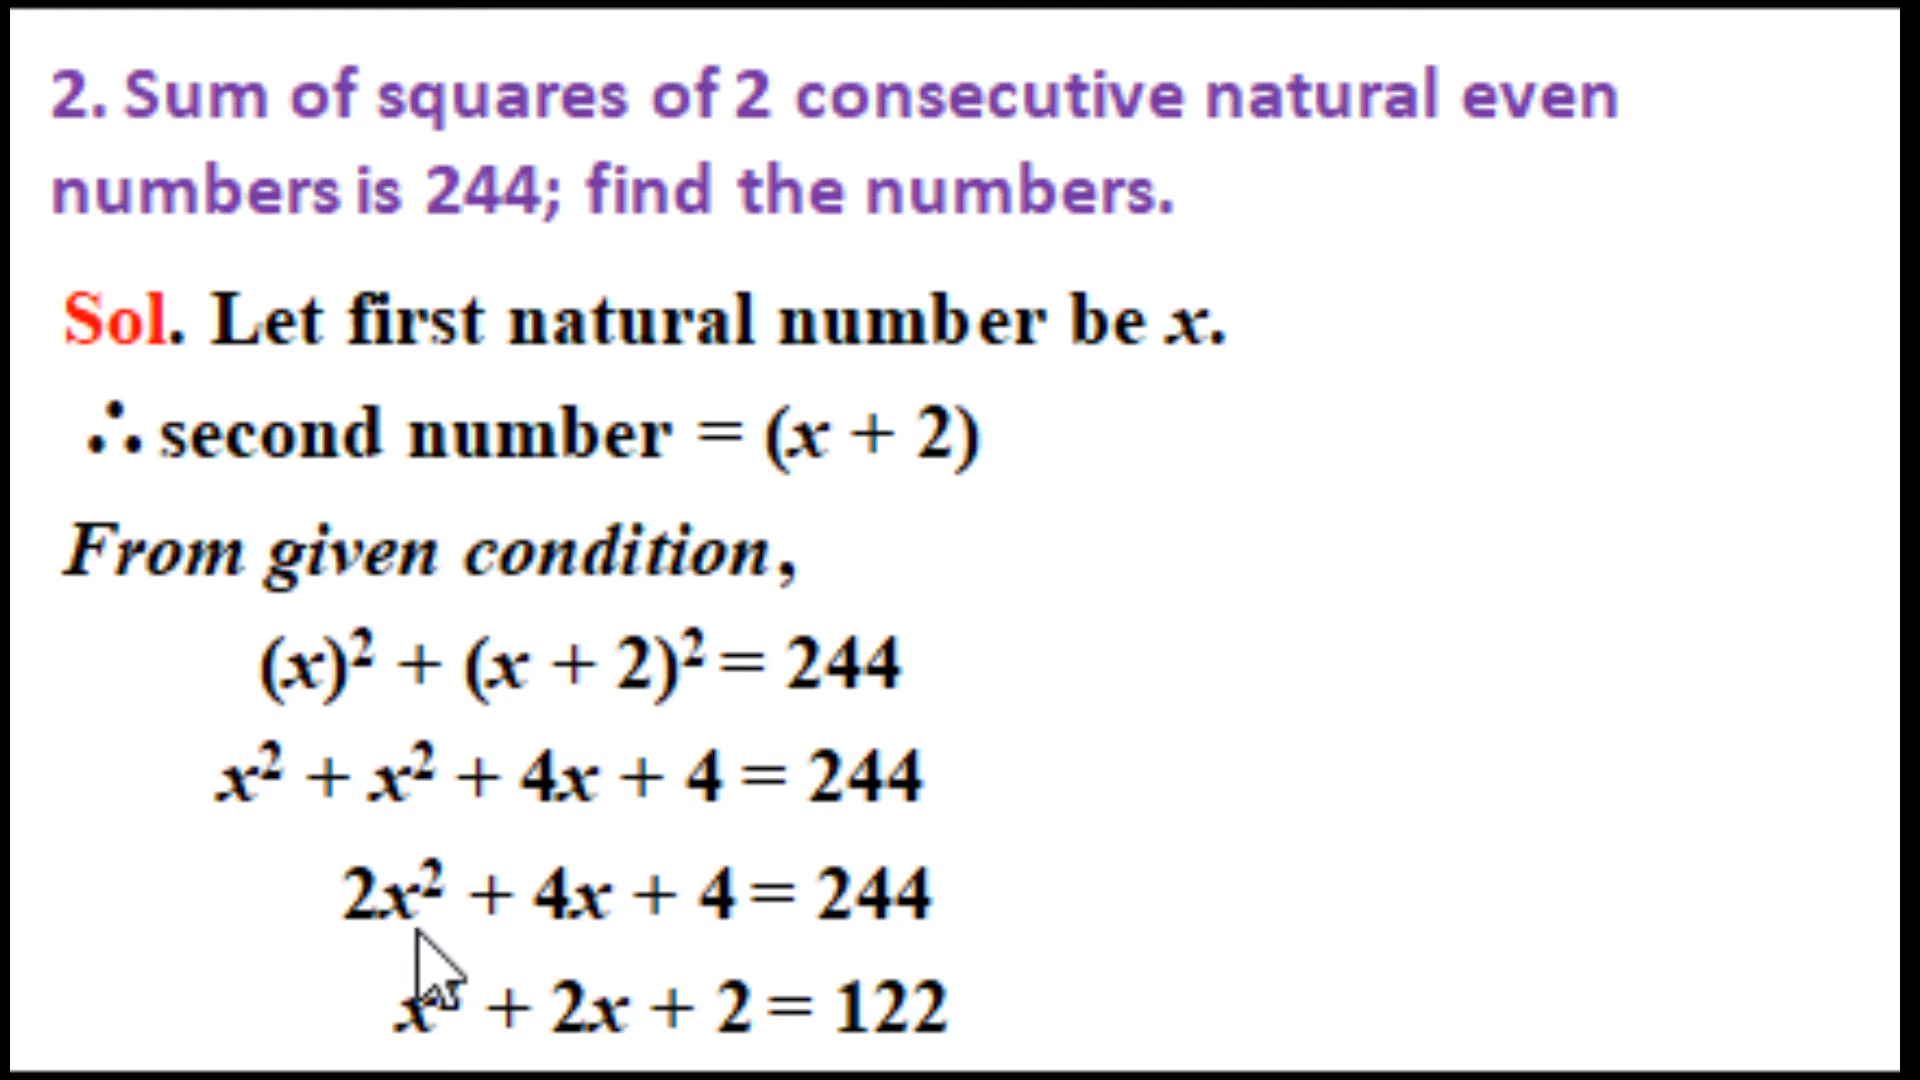 2. Sum of squares of 2 consecutive natural even
numbers is 244; find the numbers.
Sol. Let first natural number be x.
∴ second number = (x + 2)
From given condition,
(x)² + (x + 2)² = 244
x² + x² + 4x + 4 = 244
2x² + 4x + 4 = 244
x² + 2x + 2 = 122